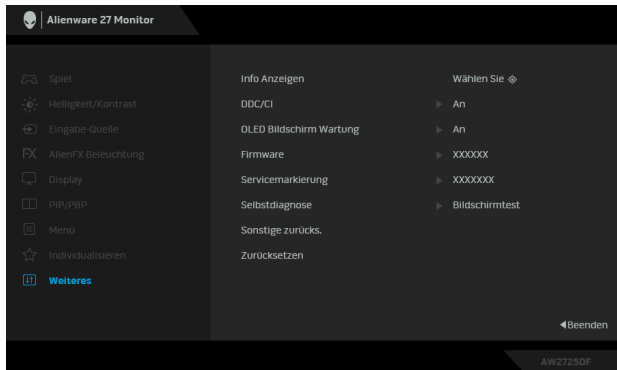 Alienware 27 Monitor
Spiel
Helligkeit/Kontrast
Eingabe-Quelle
FX AlienFX Beleuchtung
Display
PIP/PBP
Menü
Individualisieren
Weiteres
Info Anzeigen Wählen Sie
DDC/CI An
OLED Bildschirm Wartung An
Firmware XXXXXX
Servicemarkierung XXXXXXX
Selbstdiagnose Bildschirmtest
Sonstige zurücks.
Zurücksetzen
Beenden
AW2725DF